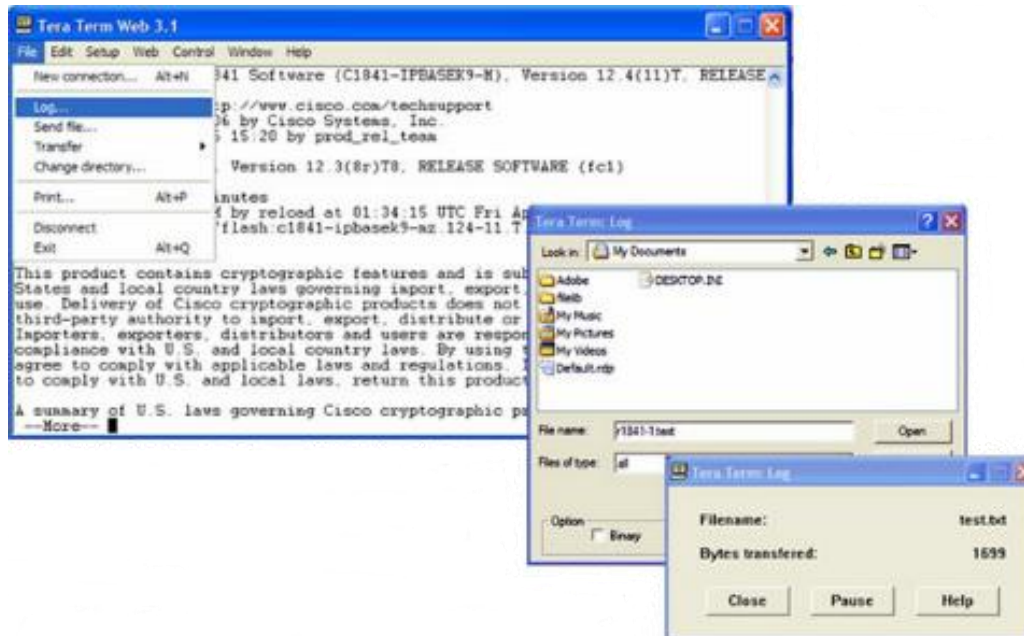 Tera Term Web 3.1
File Edit Setup Web Control Window Help
New connection... Alt+N
Log...
Send file...
Transfer
Change directory...
Print... Alt+P
Disconnect
Exit Alt+Q
841 Software (C1841-IPBASEK9-M), Version 12.4(11)T, RELEASE
p://www.cisco.com/techsupport
06 by Cisco Systems, Inc.
15:20 by prod_rel_team
Version 12.3(8r)T8, RELEASE SOFTWARE (fc1)
inutes
by reload at 01:34:15 UTC Fri Ap
flash:c1841-ipbasek9-mz.124-11.T
This product contains cryptographic features and is sub
States and local country laws governing import, export,
use. Delivery of Cisco cryptographic products does not
third-party authority to import, export, distribute or
Importers, exporters, distributors and users are respon
compliance with U.S. and local country laws. By using t
agree to comply with applicable laws and regulations. I
to comply with U.S. and local laws, return this product
A summary of U.S. laws governing Cisco cryptographic pr
--More--
Tera Term: Log
Look in: My Documents
Adobe DESKTOP.INI
filelib
My Music
My Pictures
My Videos
Default.rdp
File name: r1841-1test Open
Files of type: all
Option
Binary
Tera Term: Log
Filename: test.txt
Bytes transfered: 1699
Close Pause Help